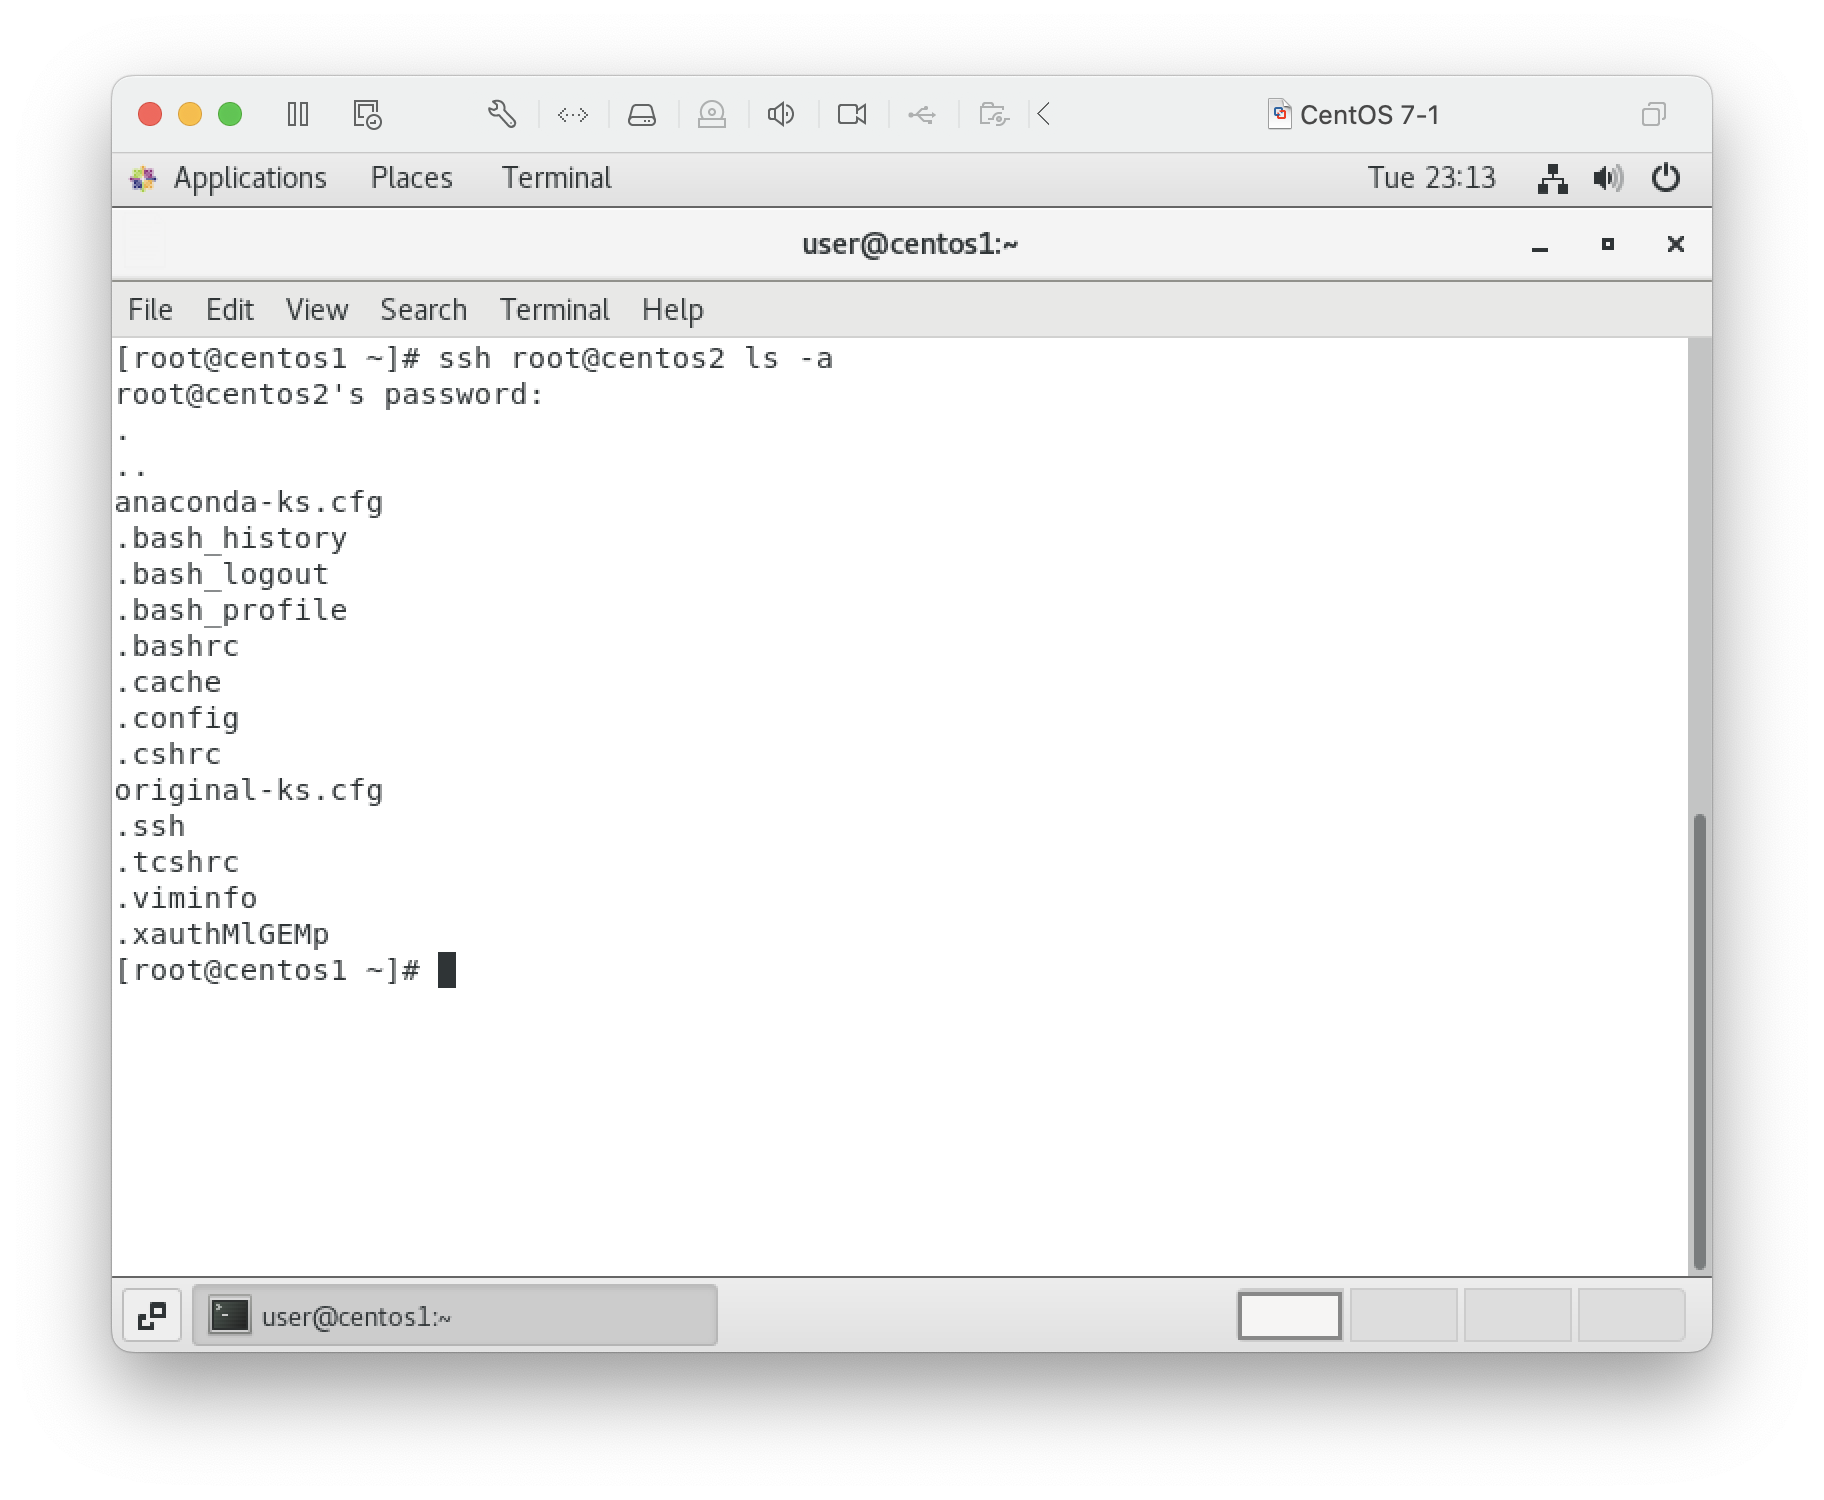 CentOS 7-1
Applications Places Terminal Tue 23:13
user@centos1:~
File Edit View Search Terminal Help
[root@centos1 ~]# ssh root@centos2 ls -a
root@centos2's password:
.
..
anaconda-ks.cfg
.bash_history
.bash_logout
.bash_profile
.bashrc
.cache
.config
.cshrc
original-ks.cfg
.ssh
.tcshrc
.viminfo
.xauthMlGEMp
[root@centos1 ~]#
user@centos1:~